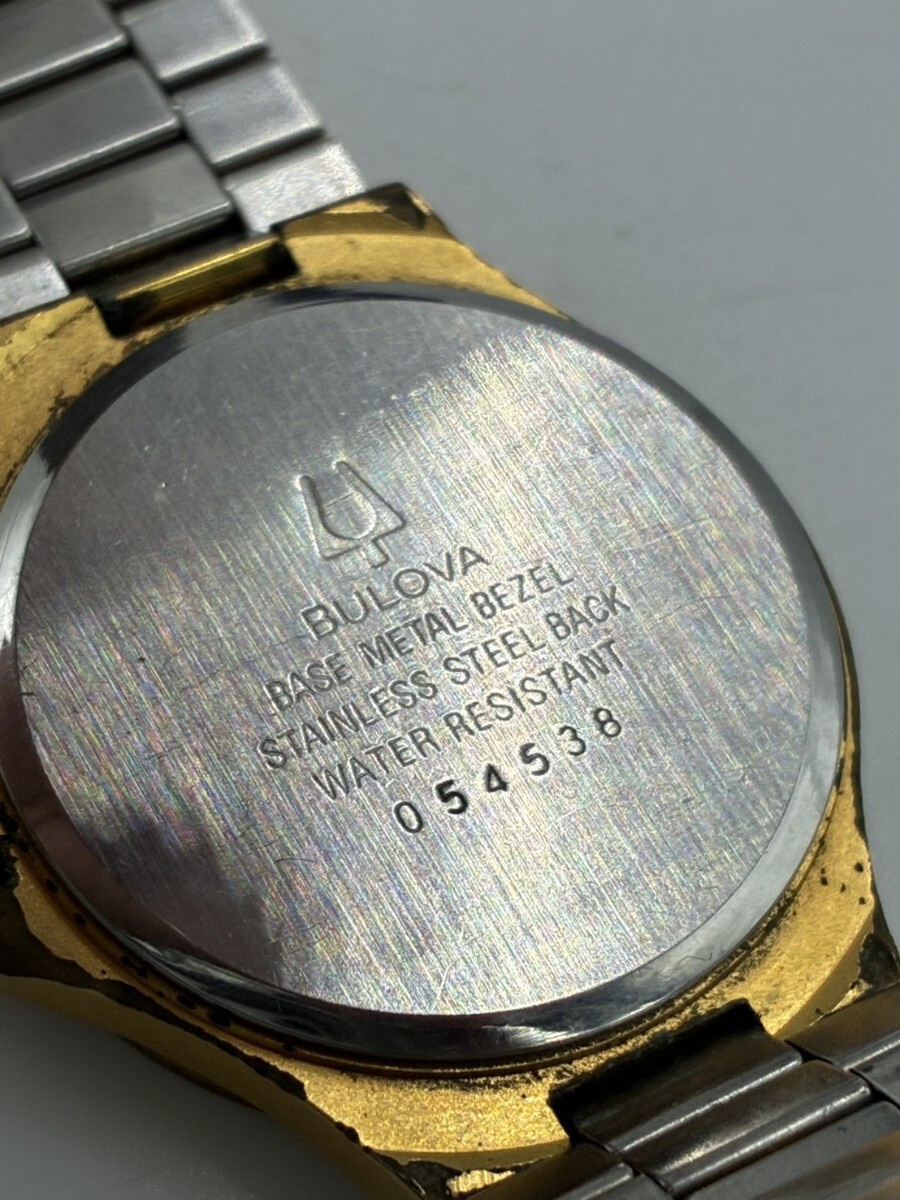 BULOVA
BASE METAL BEZEL
STAINLESS STEEL BACK
WATER RESISTANT
054538